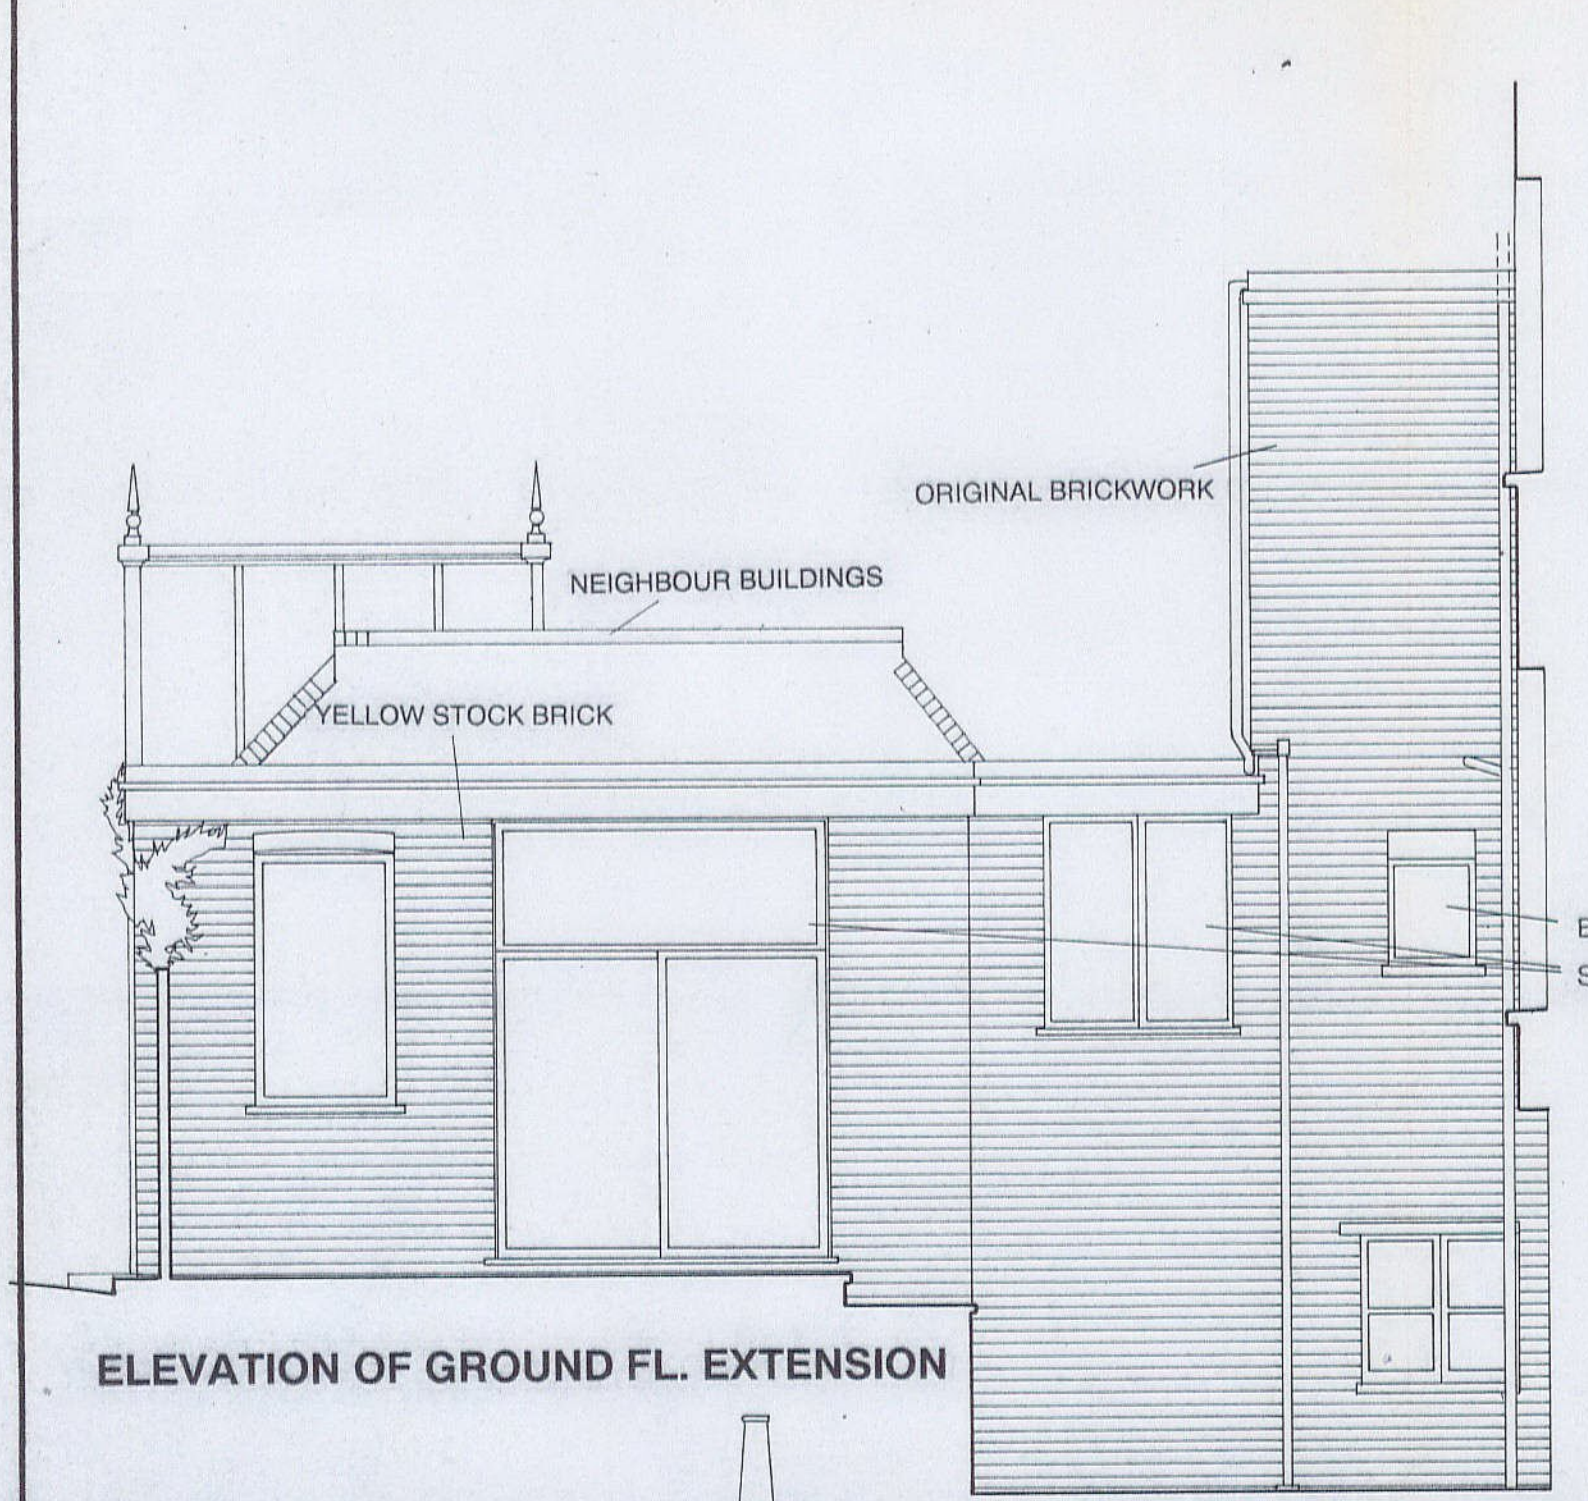 ORIGINAL BRICKWORK
NEIGHBOUR BUILDINGS
YELLOW STOCK BRICK
ELEVATION OF GROUND FL. EXTENSION